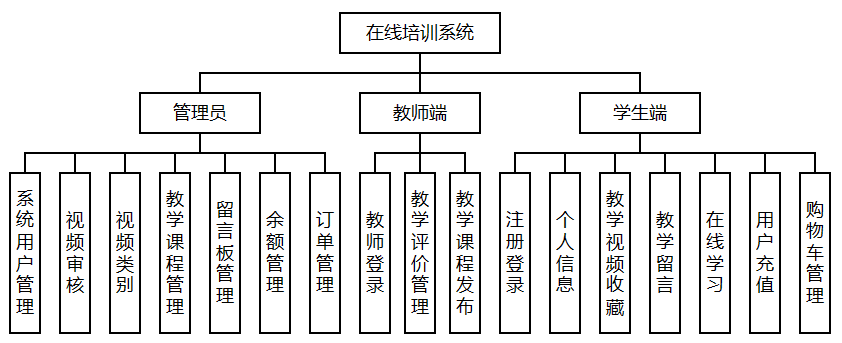 在线培训系统
管理员
教师端
学生端
系统用户管理
视频审核
视频类别
教学课程管理
留言板管理
余额管理
订单管理
教师登录
教学评价管理
教学课程发布
注册登录
个人信息
教学视频收藏
教学留言
在线学习
用户充值
购物车管理